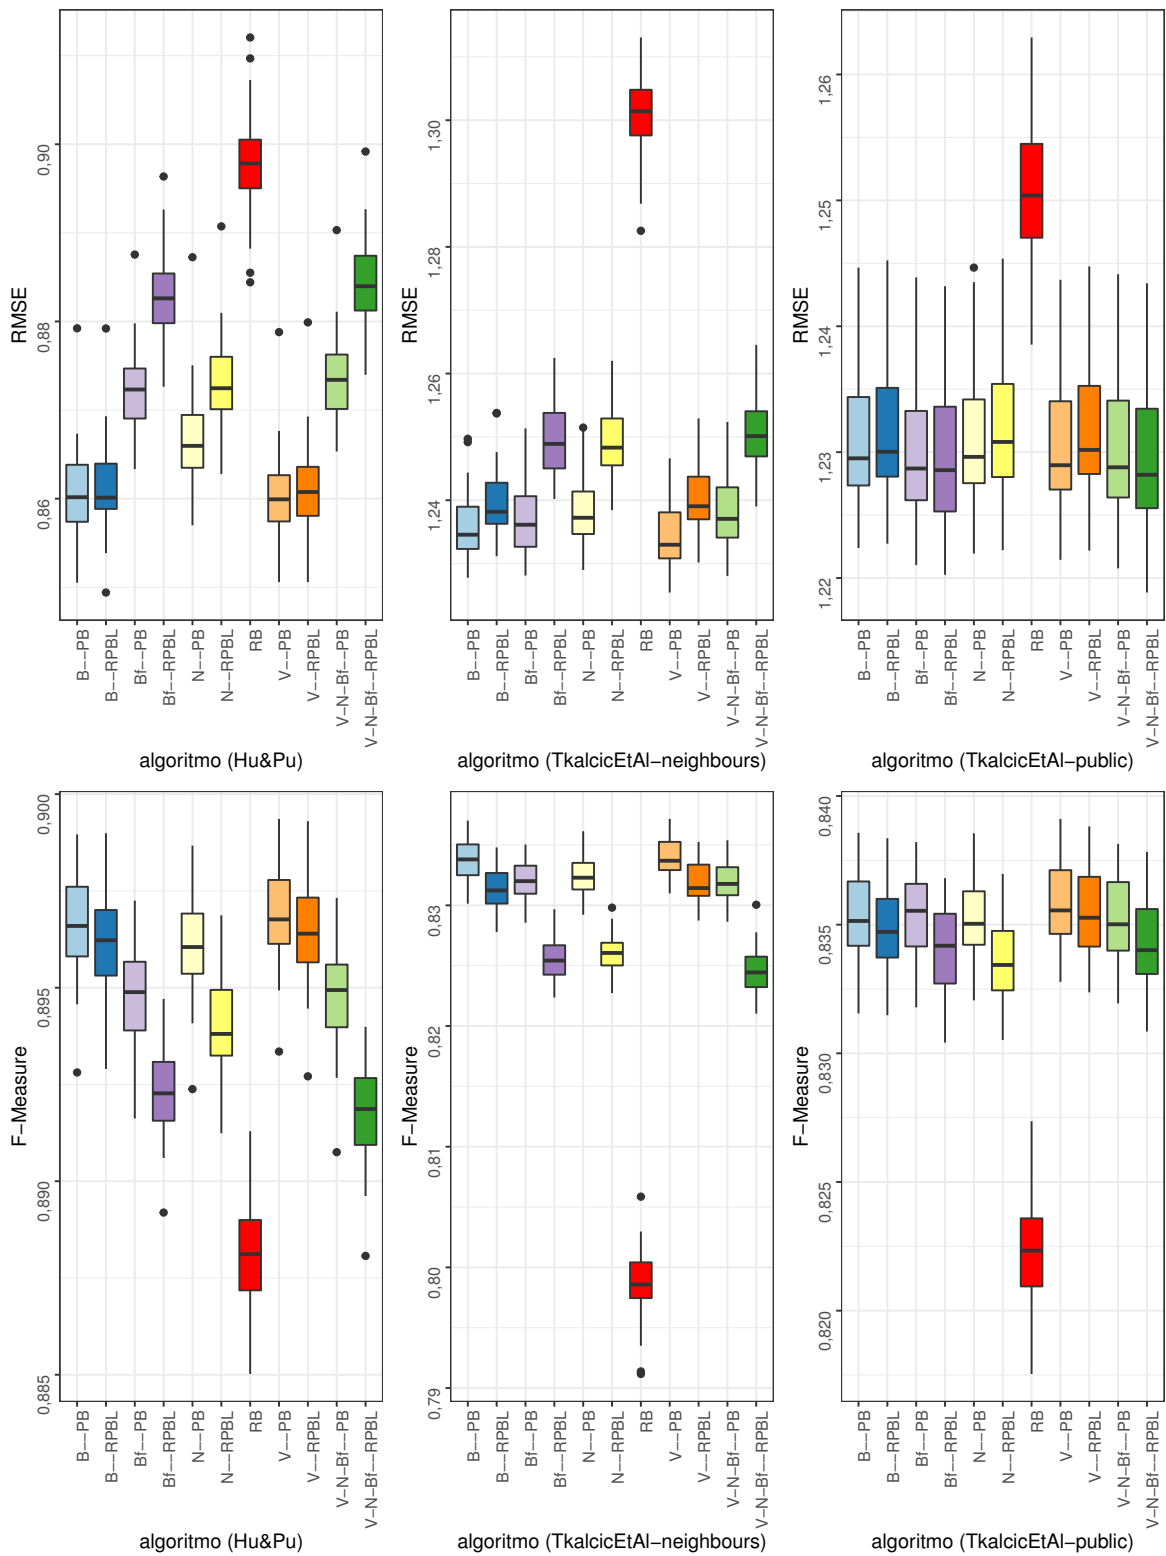 RMSE
0,90
0,88
0,86
B---PB
B---RPBL
Bf---PB
Bf---RPBL
N---PB
N---RPBL
RB
V---PB
V---RPBL
V-N-Bf---PB
V-N-Bf---RPBL
algoritmo (Hu&Pu)
RMSE
1,30
1,28
1,26
1,24
B---PB
B---RPBL
Bf---PB
Bf---RPBL
N---PB
N---RPBL
RB
V---PB
V---RPBL
V-N-Bf---PB
V-N-Bf---RPBL
algoritmo (TkalcicEtAl-neighbours)
RMSE
1,26
1,25
1,24
1,23
1,22
B---PB
B---RPBL
Bf---PB
Bf---RPBL
N---PB
N---RPBL
RB
V---PB
V---RPBL
V-N-Bf---PB
V-N-Bf---RPBL
algoritmo (TkalcicEtAl-public)
F-Measure
0,900
0,895
0,890
0,885
B---PB
B---RPBL
Bf---PB
Bf---RPBL
N---PB
N---RPBL
RB
V---PB
V---RPBL
V-N-Bf---PB
V-N-Bf---RPBL
algoritmo (Hu&Pu)
F-Measure
0,83
0,82
0,81
0,80
0,79
B---PB
B---RPBL
Bf---PB
Bf---RPBL
N---PB
N---RPBL
RB
V---PB
V---RPBL
V-N-Bf---PB
V-N-Bf---RPBL
algoritmo (TkalcicEtAl-neighbours)
F-Measure
0,840
0,835
0,830
0,825
0,820
B---PB
B---RPBL
Bf---PB
Bf---RPBL
N---PB
N---RPBL
RB
V---PB
V---RPBL
V-N-Bf---PB
V-N-Bf---RPBL
algoritmo (TkalcicEtAl-public)